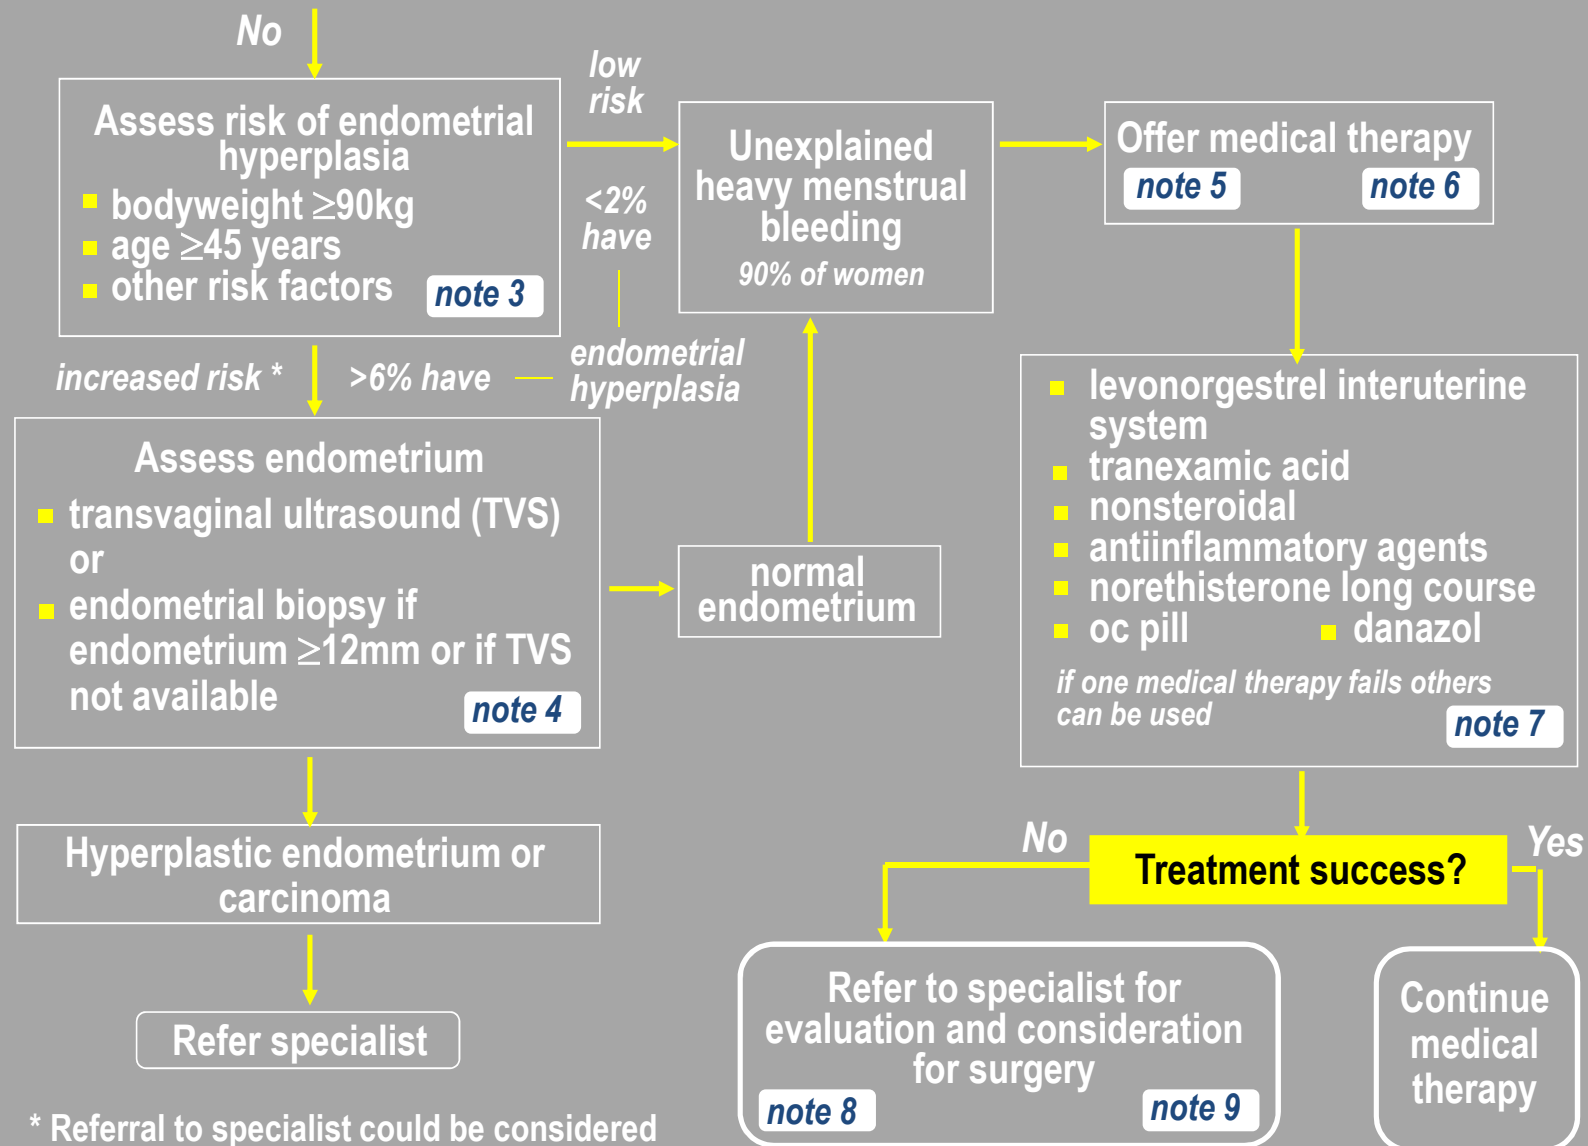 No
Assess risk of endometrial
hyperplasia
bodyweight ≥90kg
age ≥45 years
other risk factors
note 3
low
risk
<2%
have
endometrial
hyperplasia
increased risk *
>6% have
Assess endometrium
transvaginal ultrasound (TVS)
or
endometrial biopsy if
endometrium ≥12mm or if TVS
not available
note 4
normal
endometrium
Hyperplastic endometrium or
carcinoma
Refer specialist
* Referral to specialist could be considered
Unexplained
heavy menstrual
bleeding
90% of women
Offer medical therapy
note 5 note 6
levonorgestrel interuterine
system
tranexamic acid
nonsteroidal
antiinflammatory agents
norethisterone long course
oc pill danazol
if one medical therapy fails others
can be used
note 7
Treatment success?
No
Yes
Refer to specialist for
evaluation and consideration
for surgery
note 8 note 9
Continue
medical
therapy